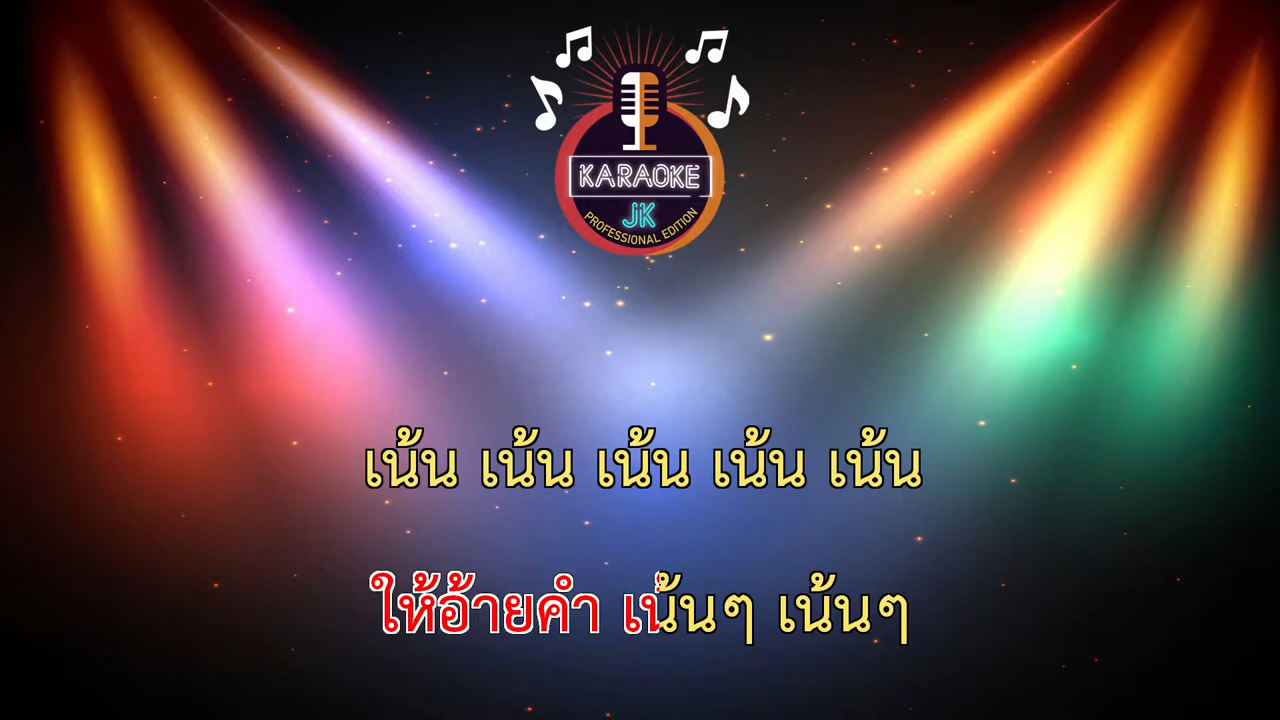 KARAOKE
JK
PROFESSIONAL EDITION
เน้น เน้น เน้น เน้น เน้น
ให้อ้ายคำ เน้นๆ เน้นๆ